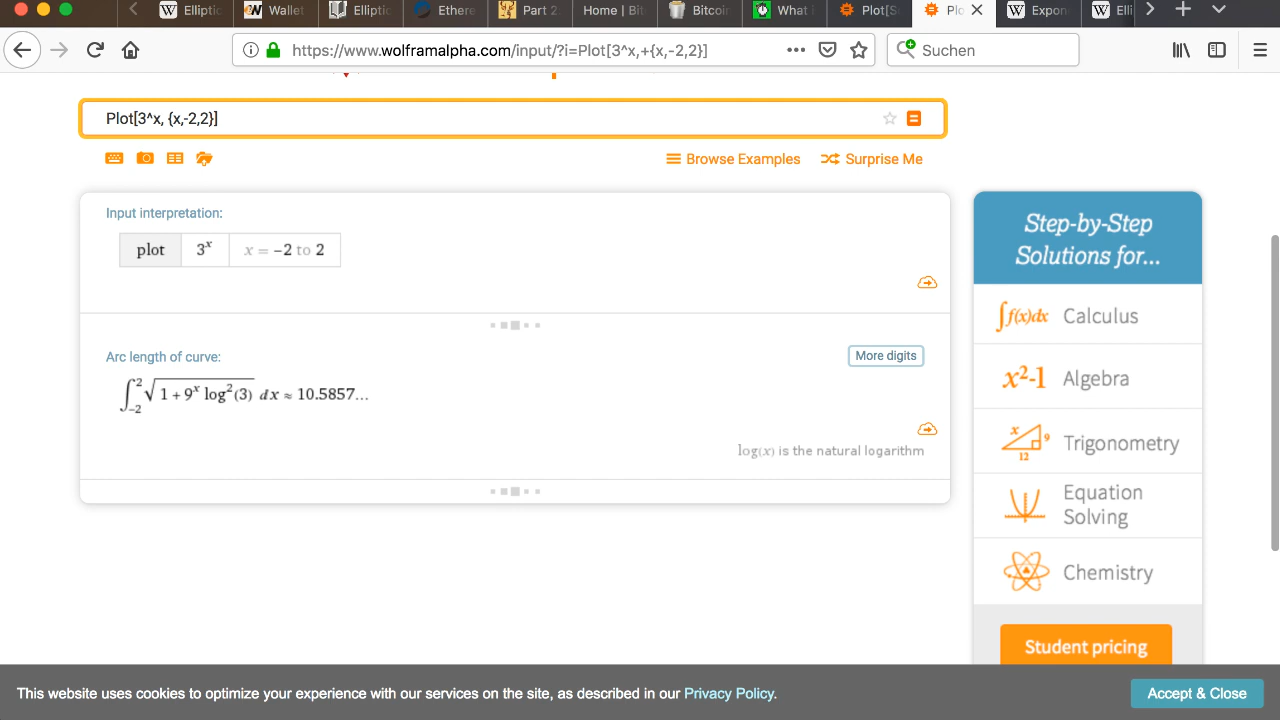 Elliptic
Wallet
Elliptic
Ethere
Part 2
Home | Bit
Bitcoin
What i
Plot[S
Plo
Expon
Elli
https://www.wolframalpha.com/input/?i=Plot[3^x,+{x,-2,2}]
Suchen
Plot[3^x, {x,-2,2}]
Browse Examples
Surprise Me
Input interpretation:
plot 3^x x = -2 to 2
Arc length of curve:
More digits
∫_{-2}^{2} √(1 + 9^x log^2(3)) dx ≈ 10.5857...
log(x) is the natural logarithm
Step-by-Step
Solutions for...
∫f(x)dx Calculus
x²-1 Algebra
x 9 12 Trigonometry
Equation
Solving
Chemistry
Student pricing
This website uses cookies to optimize your experience with our services on the site, as described in our Privacy Policy.
Accept & Close